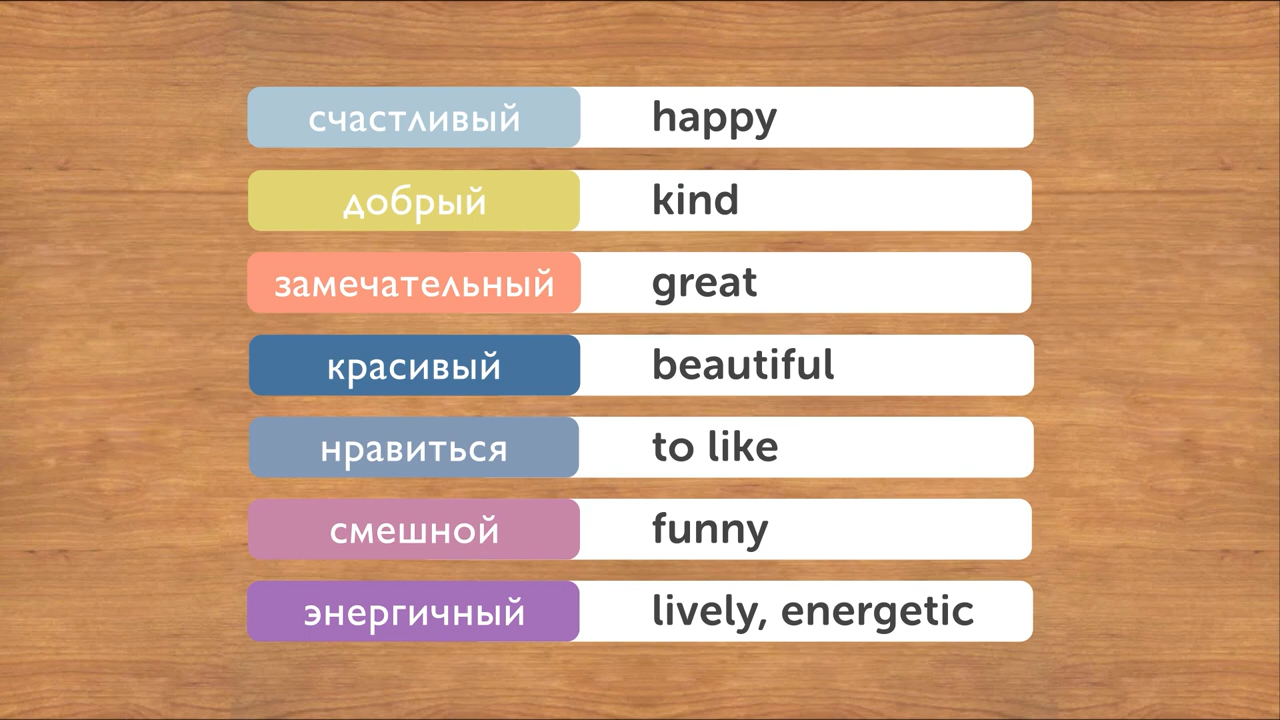 счастливый happy
добрый kind
замечательный great
красивый beautiful
нравиться to like
смешной funny
энергичный lively, energetic